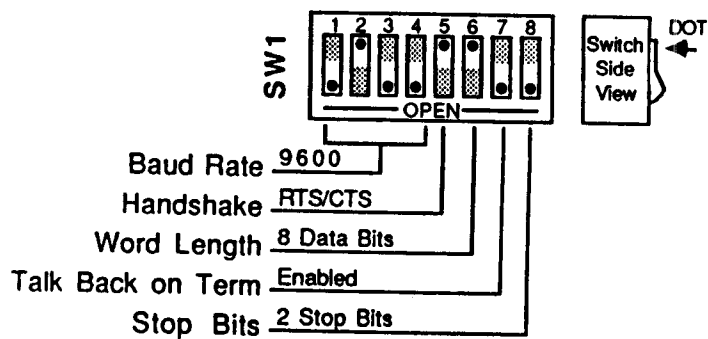 1 2 3 4 5 6 7 8
SW1
OPEN
DOT
Switch
Side
View
Baud Rate 9600
Handshake RTS/CTS
Word Length 8 Data Bits
Talk Back on Term Enabled
Stop Bits 2 Stop Bits